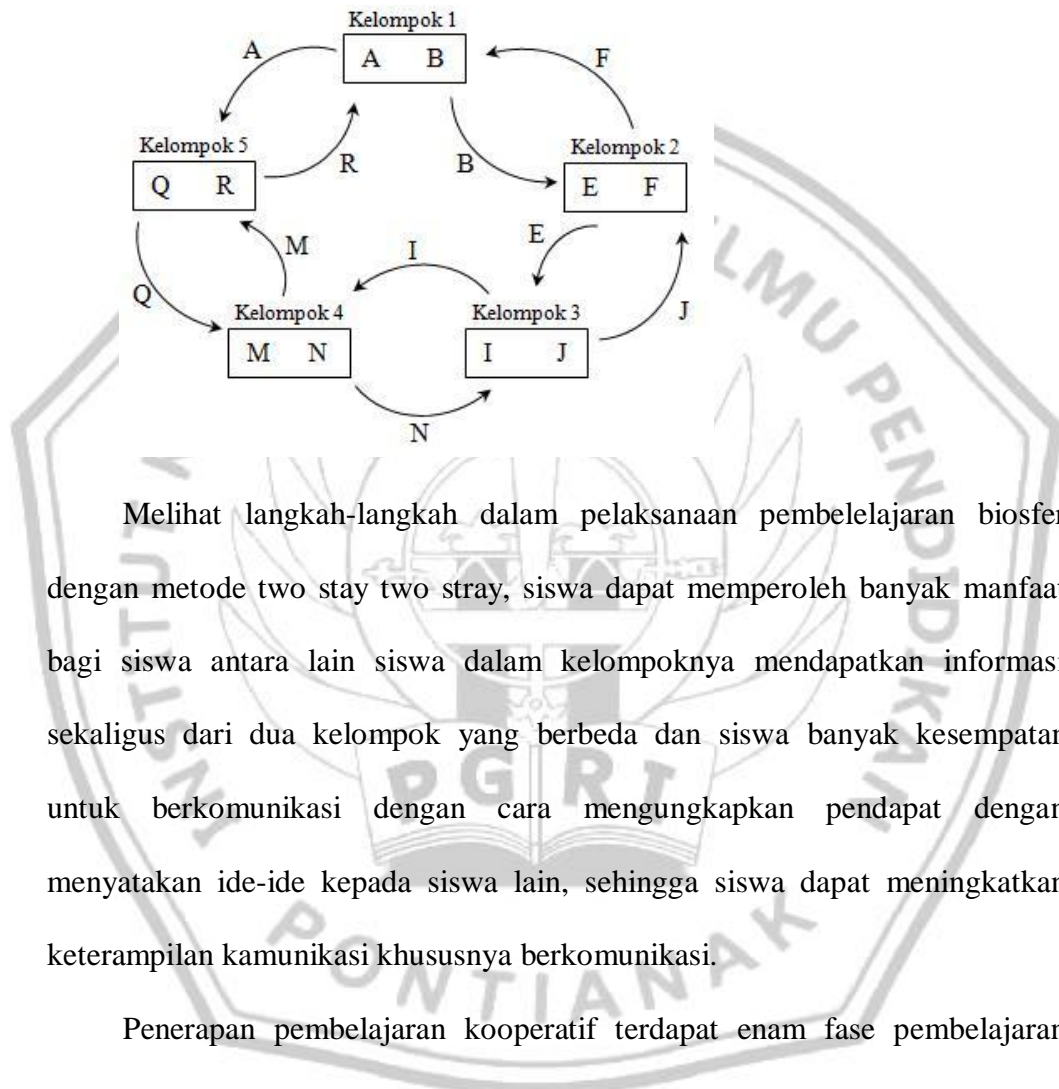 Kelompok 1
A B
A
F
Kelompok 5
Q R
R
B
Kelompok 2
E F
M
I
E
Q
J
Kelompok 4
M N
Kelompok 3
I J
N
Melihat langkah-langkah dalam pelaksanaan pembelelajaran biosfer
dengan metode two stay two stray, siswa dapat memperoleh banyak manfaat
bagi siswa antara lain siswa dalam kelompoknya mendapatkan informasi
sekaligus dari dua kelompok yang berbeda dan siswa banyak kesempatan
untuk berkomunikasi dengan cara mengungkapkan pendapat dengan
menyatakan ide-ide kepada siswa lain, sehingga siswa dapat meningkatkan
keterampilan kamunikasi khususnya berkomunikasi.
Penerapan pembelajaran kooperatif terdapat enam fase pembelajaran
ILMU PENDIDIKAN
INSTITUT
PGRI
PONTIANAK